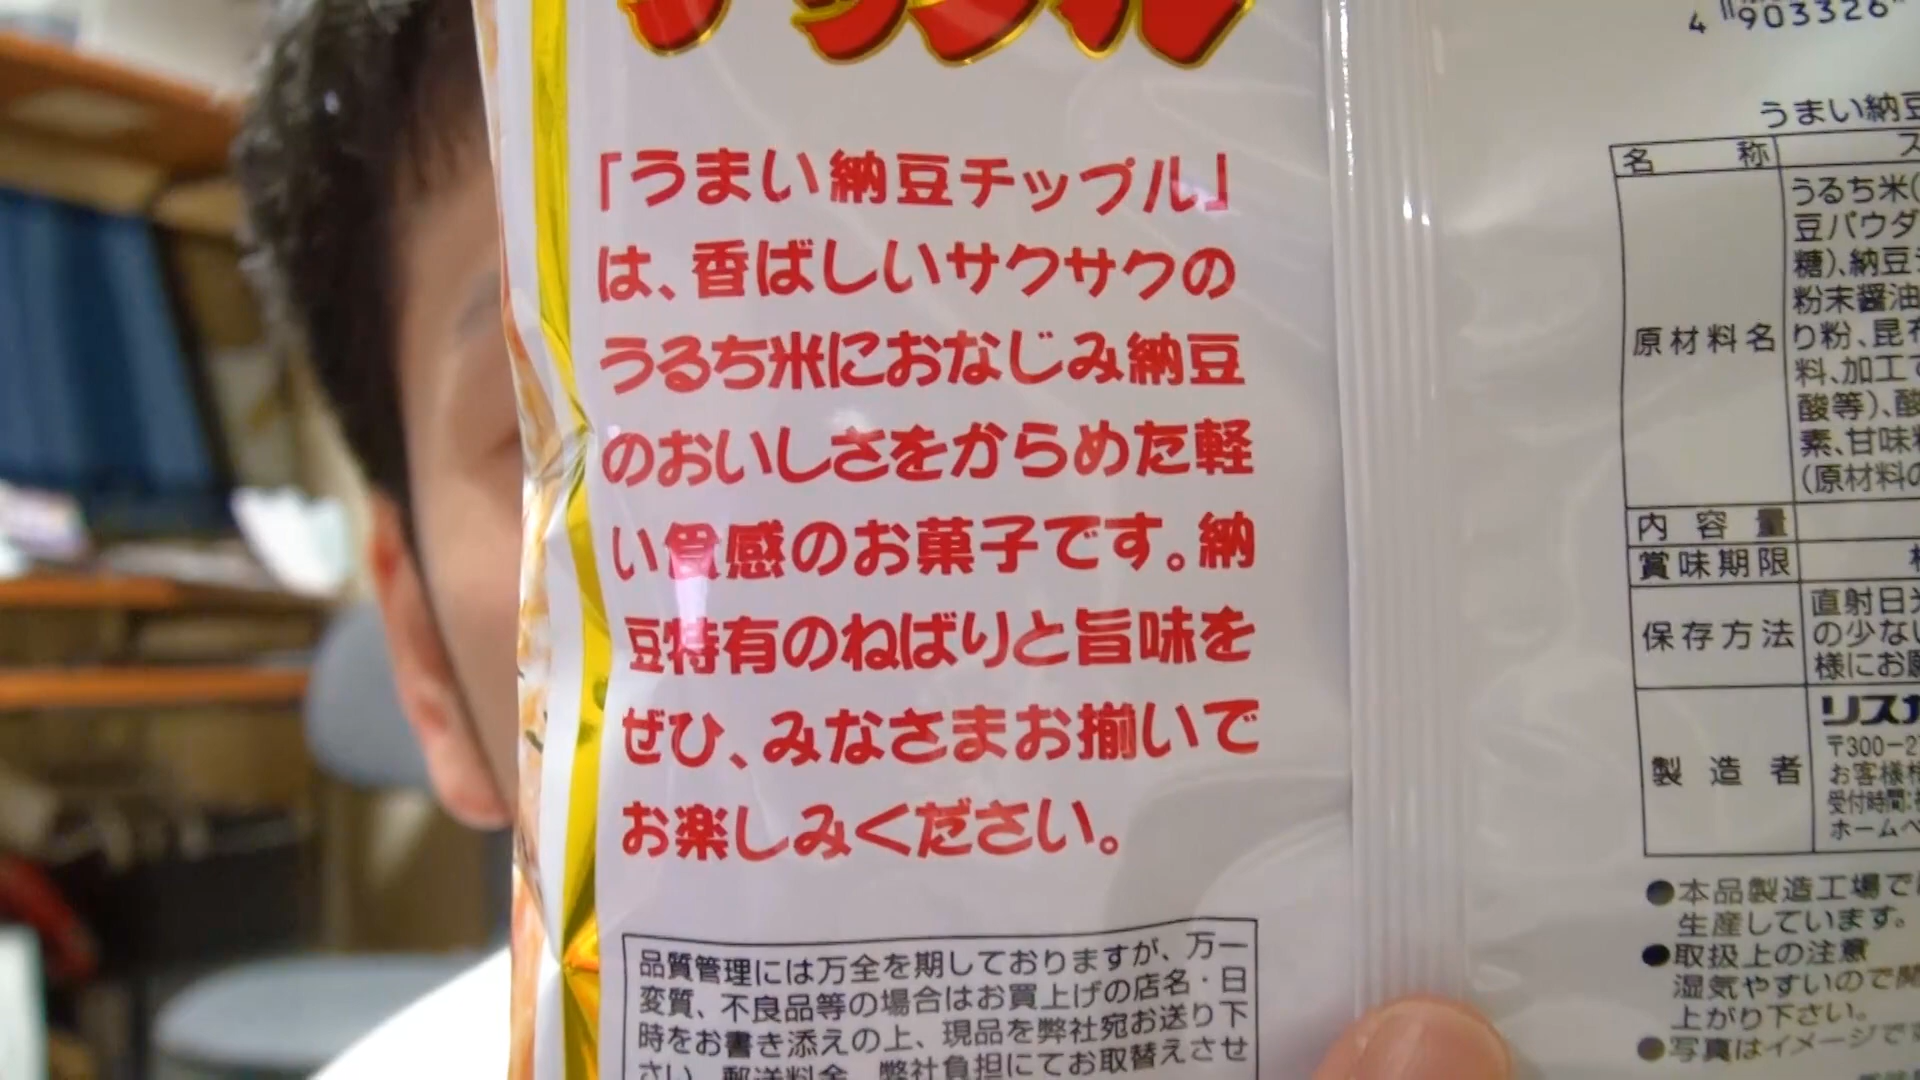 「うまい納豆チップル」
は、香ばしいサクサクの
うるち米におなじみ納豆
のおいしさをからめた軽
い食感のお菓子です。納
豆特有のねばりと旨味を
ぜひ、みなさまお揃いで
お楽しみください。
品質管理には万全を期しておりますが、万一
変質、不良品等の場合はお買上げの店名・日
時をお書き添えの上、現品を弊社宛お送り下
さい。郵送料金、弊社負担にてお取替えさせ
4 903326
うまい納豆
名 称
原材料名
うるち米(
豆パウダ
糖)、納豆
粉末醤油
り粉、昆布
料、加工
酸等)、酸
素、甘味料
(原材料の
内容量
賞味期限
保存方法
直射日光
の少ない
様にお願
製造者
リスカ
〒300-2
お客様相
受付時間:
ホームペ
●本品製造工場で
生産しています。
●取扱上の注意
湿気やすいので開
上がり下さい。
●写真はイメージで